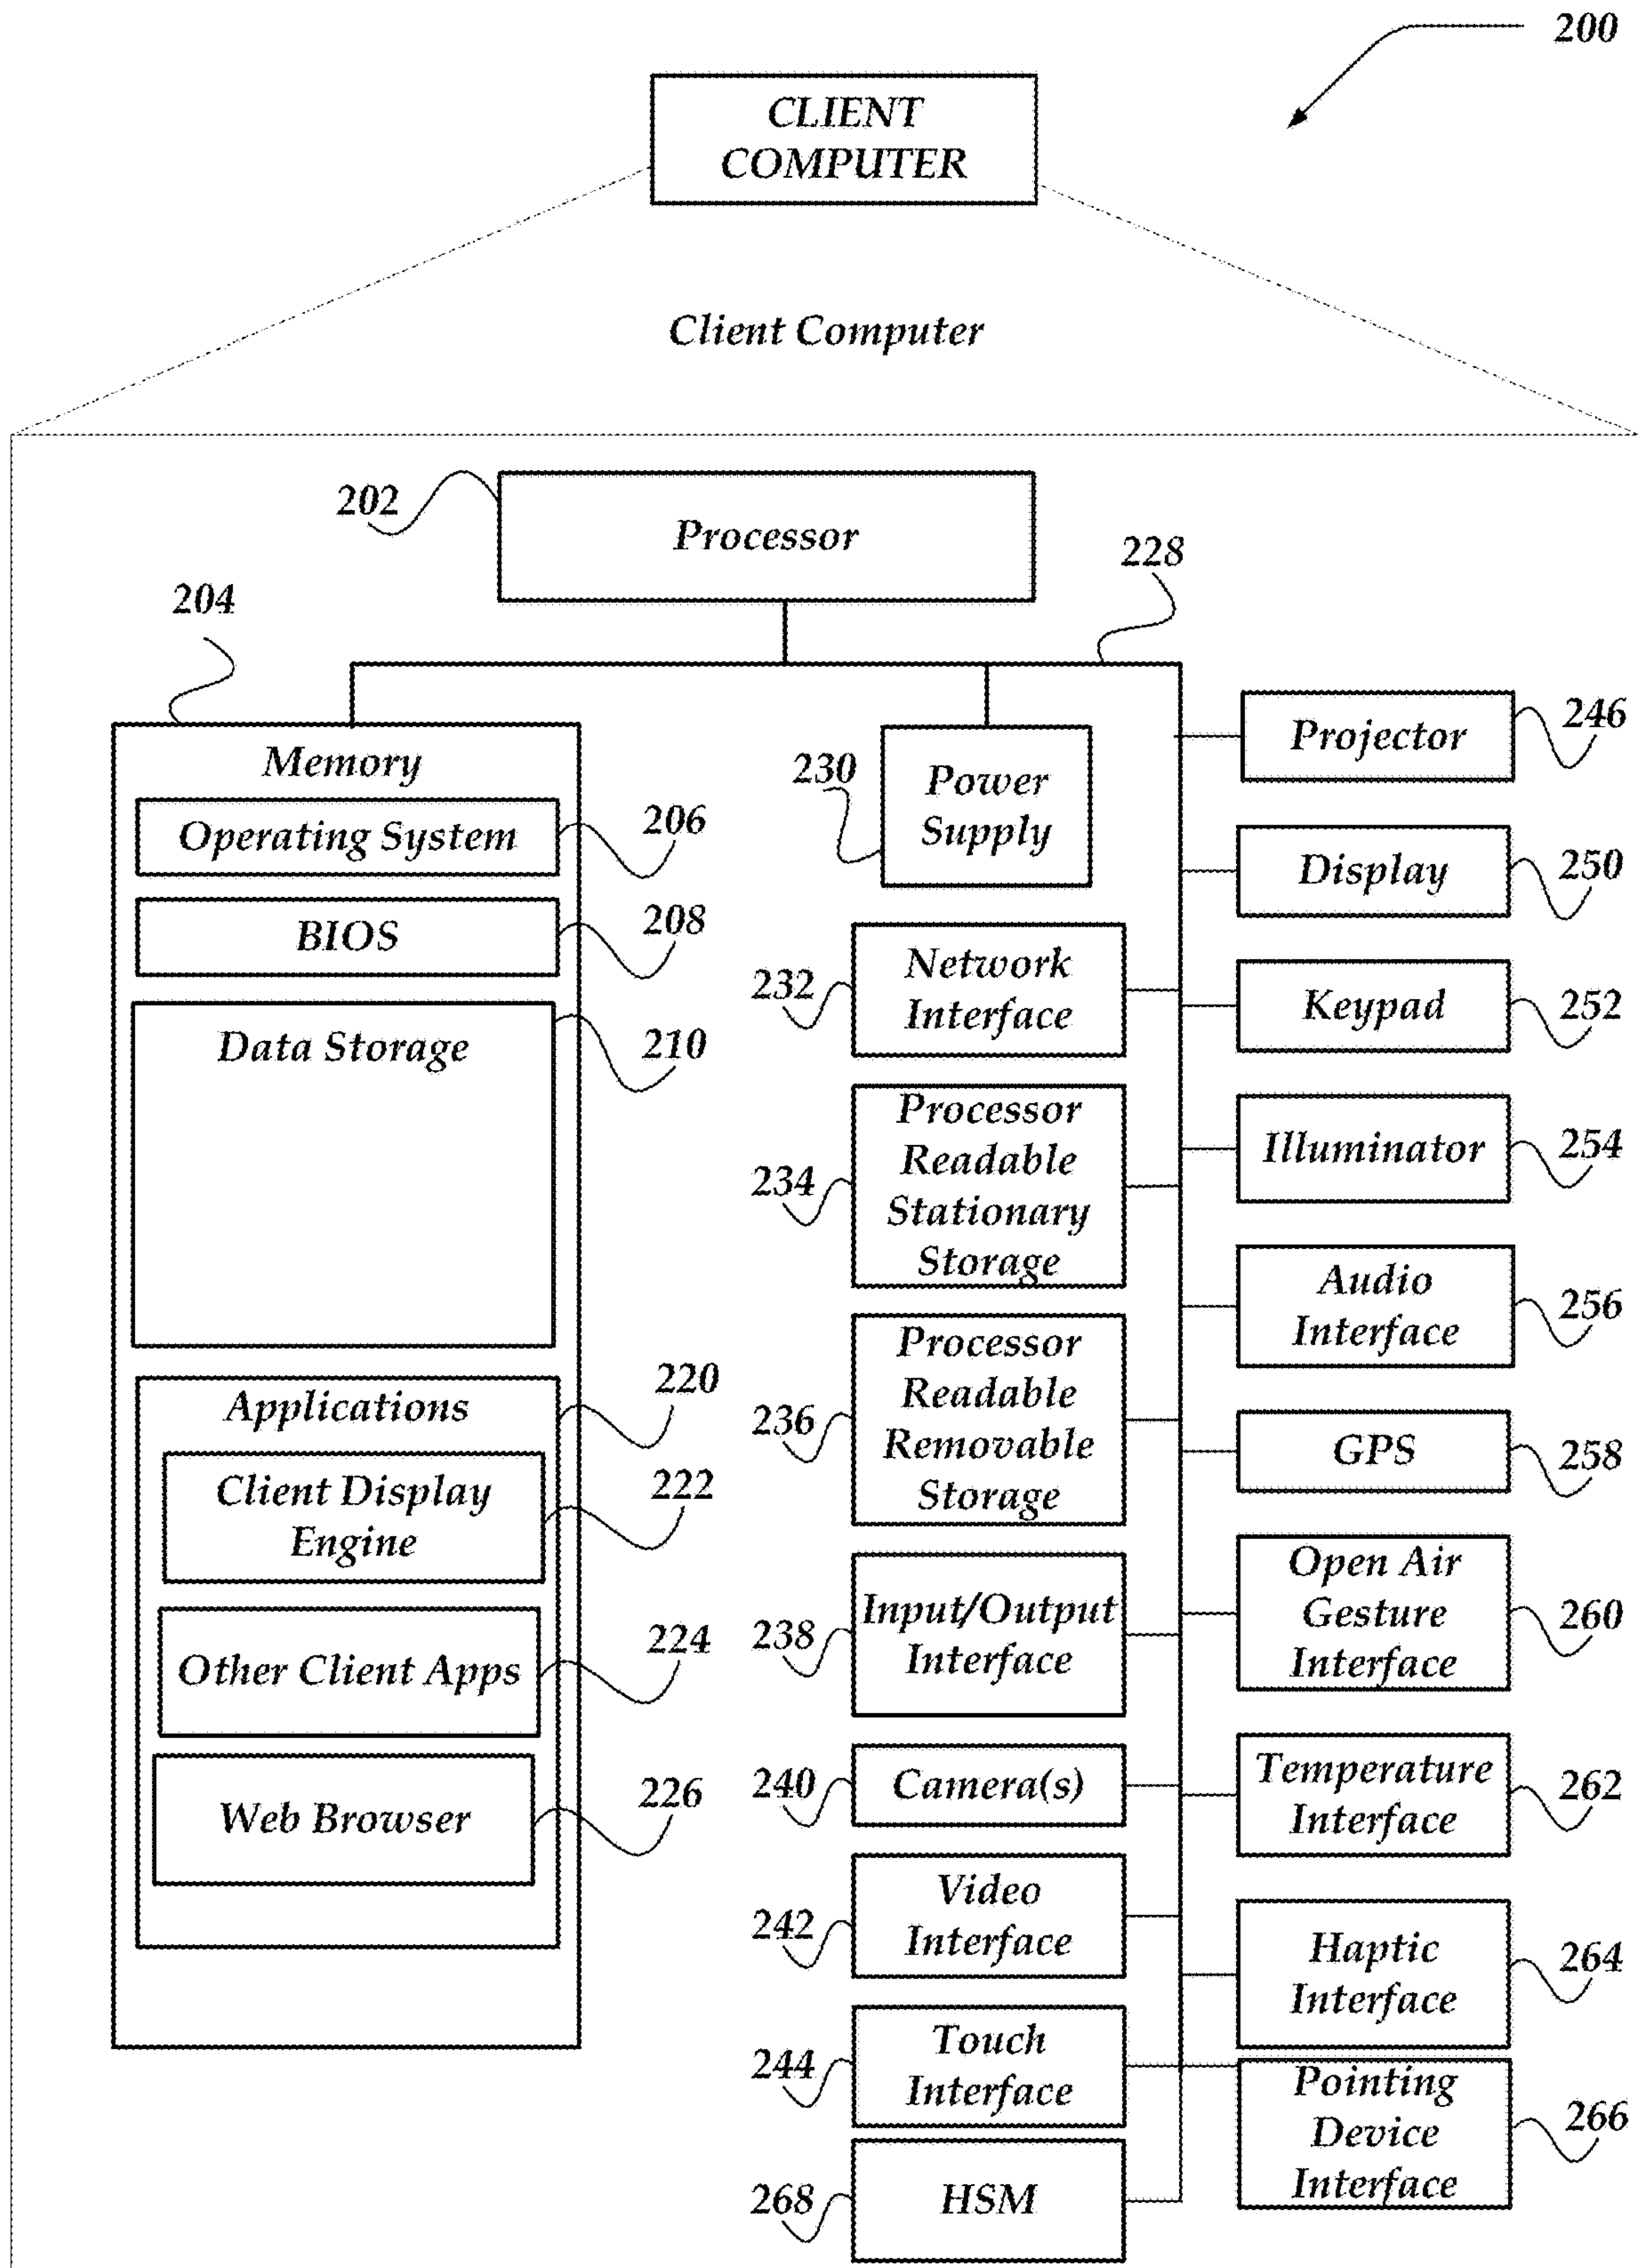 200
CLIENT
COMPUTER
Client Computer
202
Processor
228
204
Memory
Operating System
206
BIOS
208
Data Storage
210
Applications
220
Client Display
Engine
222
Other Client Apps
224
Web Browser
226
230
Power
Supply
232
Network
Interface
234
Processor
Readable
Stationary
Storage
236
Processor
Readable
Removable
Storage
238
Input/Output
Interface
240
Camera(s)
242
Video
Interface
244
Touch
Interface
268
HSM
Projector
246
Display
250
Keypad
252
Illuminator
254
Audio
Interface
256
GPS
258
Open Air
Gesture
Interface
260
Temperature
Interface
262
Haptic
Interface
264
Pointing
Device
Interface
266